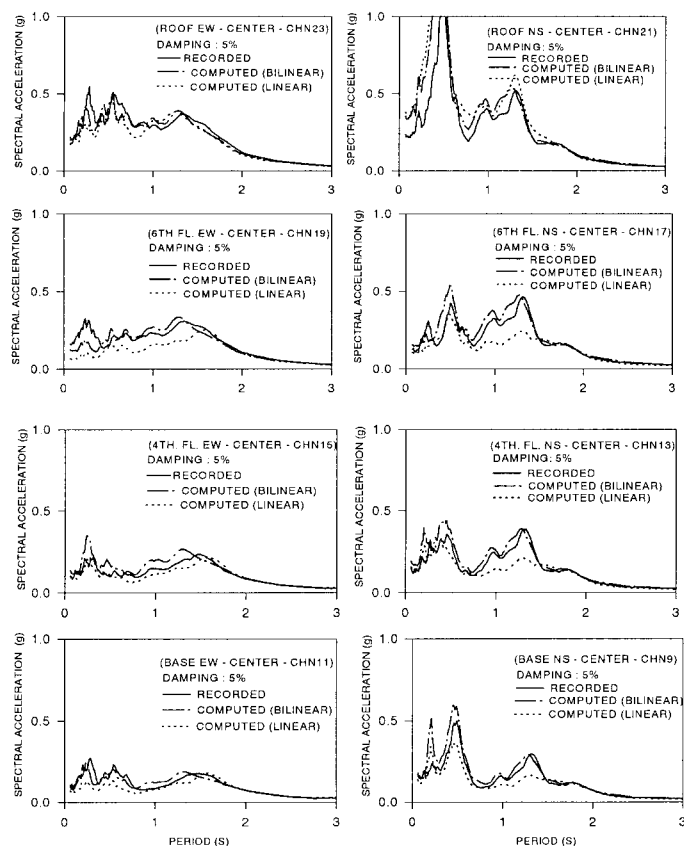 SPECTRAL ACCELERATION (g)
1.0
0.5
0.0
(ROOF EW - CENTER - CHN23)
DAMPING : 5%
RECORDED
COMPUTED (BILINEAR)
COMPUTED (LINEAR)
0 1 2 3
SPECTRAL ACCELERATION (g)
1.0
0.5
0.0
(ROOF NS - CENTER - CHN21)
DAMPING : 5%
RECORDED
COMPUTED (BILINEAR)
COMPUTED (LINEAR)
0 1 2 3
SPECTRAL ACCELERATION (g)
1.0
0.5
0.0
(6TH FL. EW - CENTER - CHN19)
DAMPING : 5%
RECORDED
COMPUTED (BILINEAR)
COMPUTED (LINEAR)
0 1 2 3
SPECTRAL ACCELERATION (g)
1.0
0.5
0.0
(6TH FL. NS - CENTER - CHN17)
DAMPING : 5%
RECORDED
COMPUTED (BILINEAR)
COMPUTED (LINEAR)
0 1 2 3
SPECTRAL ACCELERATION (g)
1.0
0.5
0.0
(4TH. FL. EW - CENTER - CHN15)
DAMPING : 5%
RECORDED
COMPUTED (BILINEAR)
COMPUTED (LINEAR)
0 1 2 3
SPECTRAL ACCELERATION (g)
1.0
0.5
0.0
(4TH. FL. NS - CENTER - CHN13)
DAMPING : 5%
RECORDED
COMPUTED (BILINEAR)
COMPUTED (LINEAR)
0 1 2 3
SPECTRAL ACCELERATION (g)
1.0
0.5
0.0
(BASE EW - CENTER - CHN11)
DAMPING : 5%
RECORDED
COMPUTED (BILINEAR)
COMPUTED (LINEAR)
0 1 2 3
PERIOD (S)
SPECTRAL ACCELERATION (g)
1.0
0.5
0.0
(BASE NS - CENTER - CHN9)
DAMPING : 5%
RECORDED
COMPUTED (BILINEAR)
COMPUTED (LINEAR)
0 1 2 3
PERIOD (S)